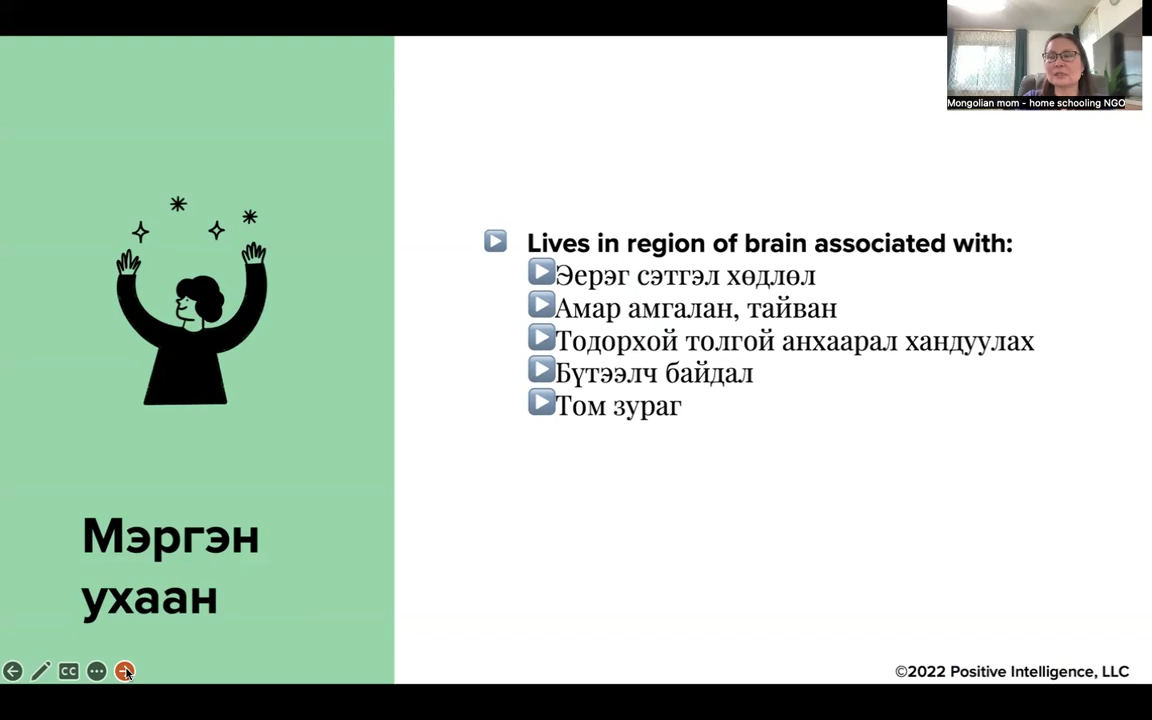 Mongolian mom - home schooling NGO
Lives in region of brain associated with:
Эерэг сэтгэл хөдлөл
Амар амгалан, тайван
Тодорхой толгой анхаарал хандуулах
Бүтээлч байдал
Том зураг
Мэргэн
ухаан
CC
©2022 Positive Intelligence, LLC